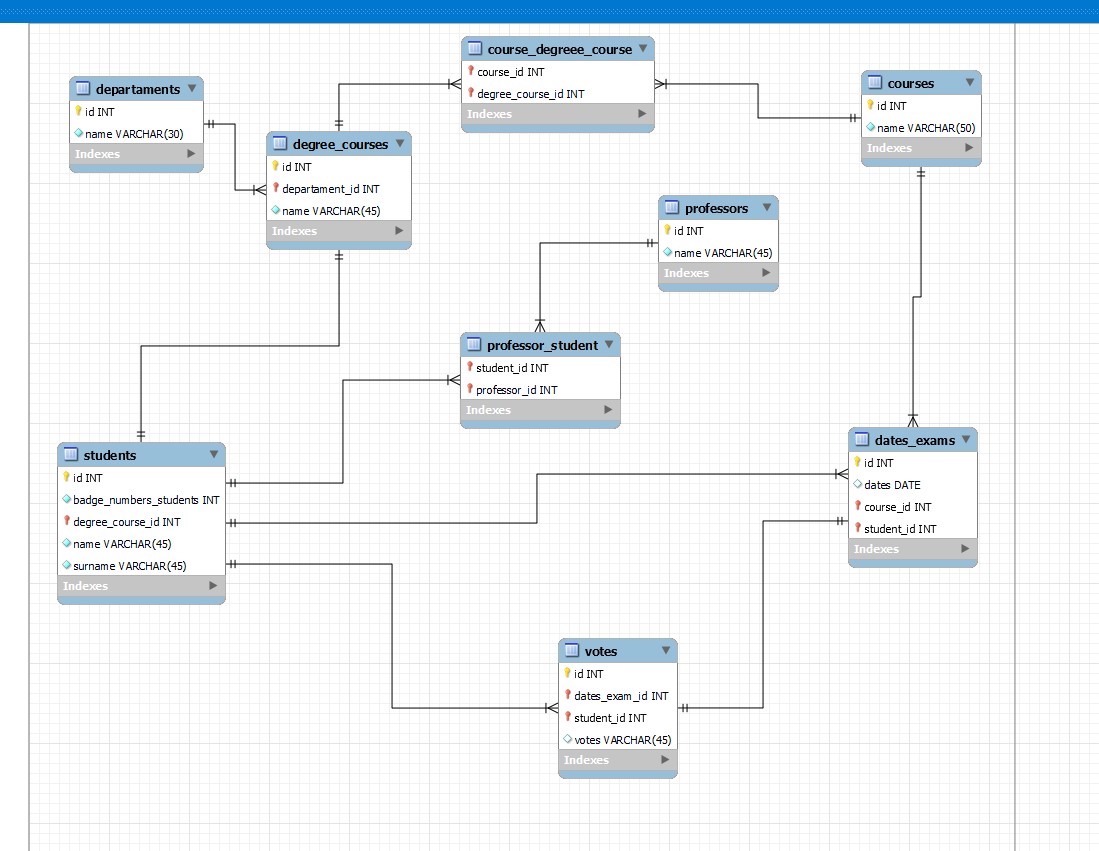 course_degreee_course
course_id INT
degree_course_id INT
Indexes
departaments
id INT
name VARCHAR(30)
Indexes
courses
id INT
name VARCHAR(50)
Indexes
degree_courses
id INT
departament_id INT
name VARCHAR(45)
Indexes
professors
id INT
name VARCHAR(45)
Indexes
professor_student
student_id INT
professor_id INT
Indexes
students
id INT
badge_numbers_students INT
degree_course_id INT
name VARCHAR(45)
surname VARCHAR(45)
Indexes
dates_exams
id INT
dates DATE
course_id INT
student_id INT
Indexes
votes
id INT
dates_exam_id INT
student_id INT
votes VARCHAR(45)
Indexes